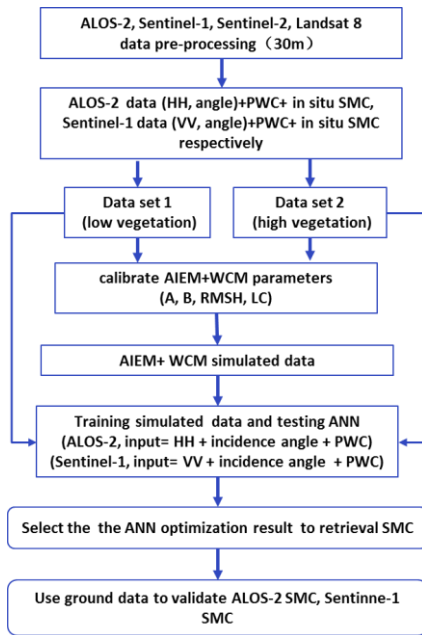 ALOS-2, Sentinel-1, Sentinel-2, Landsat 8
data pre-processing（30m）
ALOS-2 data (HH, angle)+PWC+ in situ SMC,
Sentinel-1 data (VV, angle)+PWC+ in situ SMC
respectively
Data set 1
(low vegetation)
Data set 2
(high vegetation)
calibrate AIEM+WCM parameters
(A, B, RMSH, LC)
AIEM+ WCM simulated data
Training simulated data and testing ANN
(ALOS-2, input= HH + incidence angle + PWC)
(Sentinel-1, input= VV + incidence angle + PWC)
Select the the ANN optimization result to retrieval SMC
Use ground data to validate ALOS-2 SMC, Sentinne-1
SMC